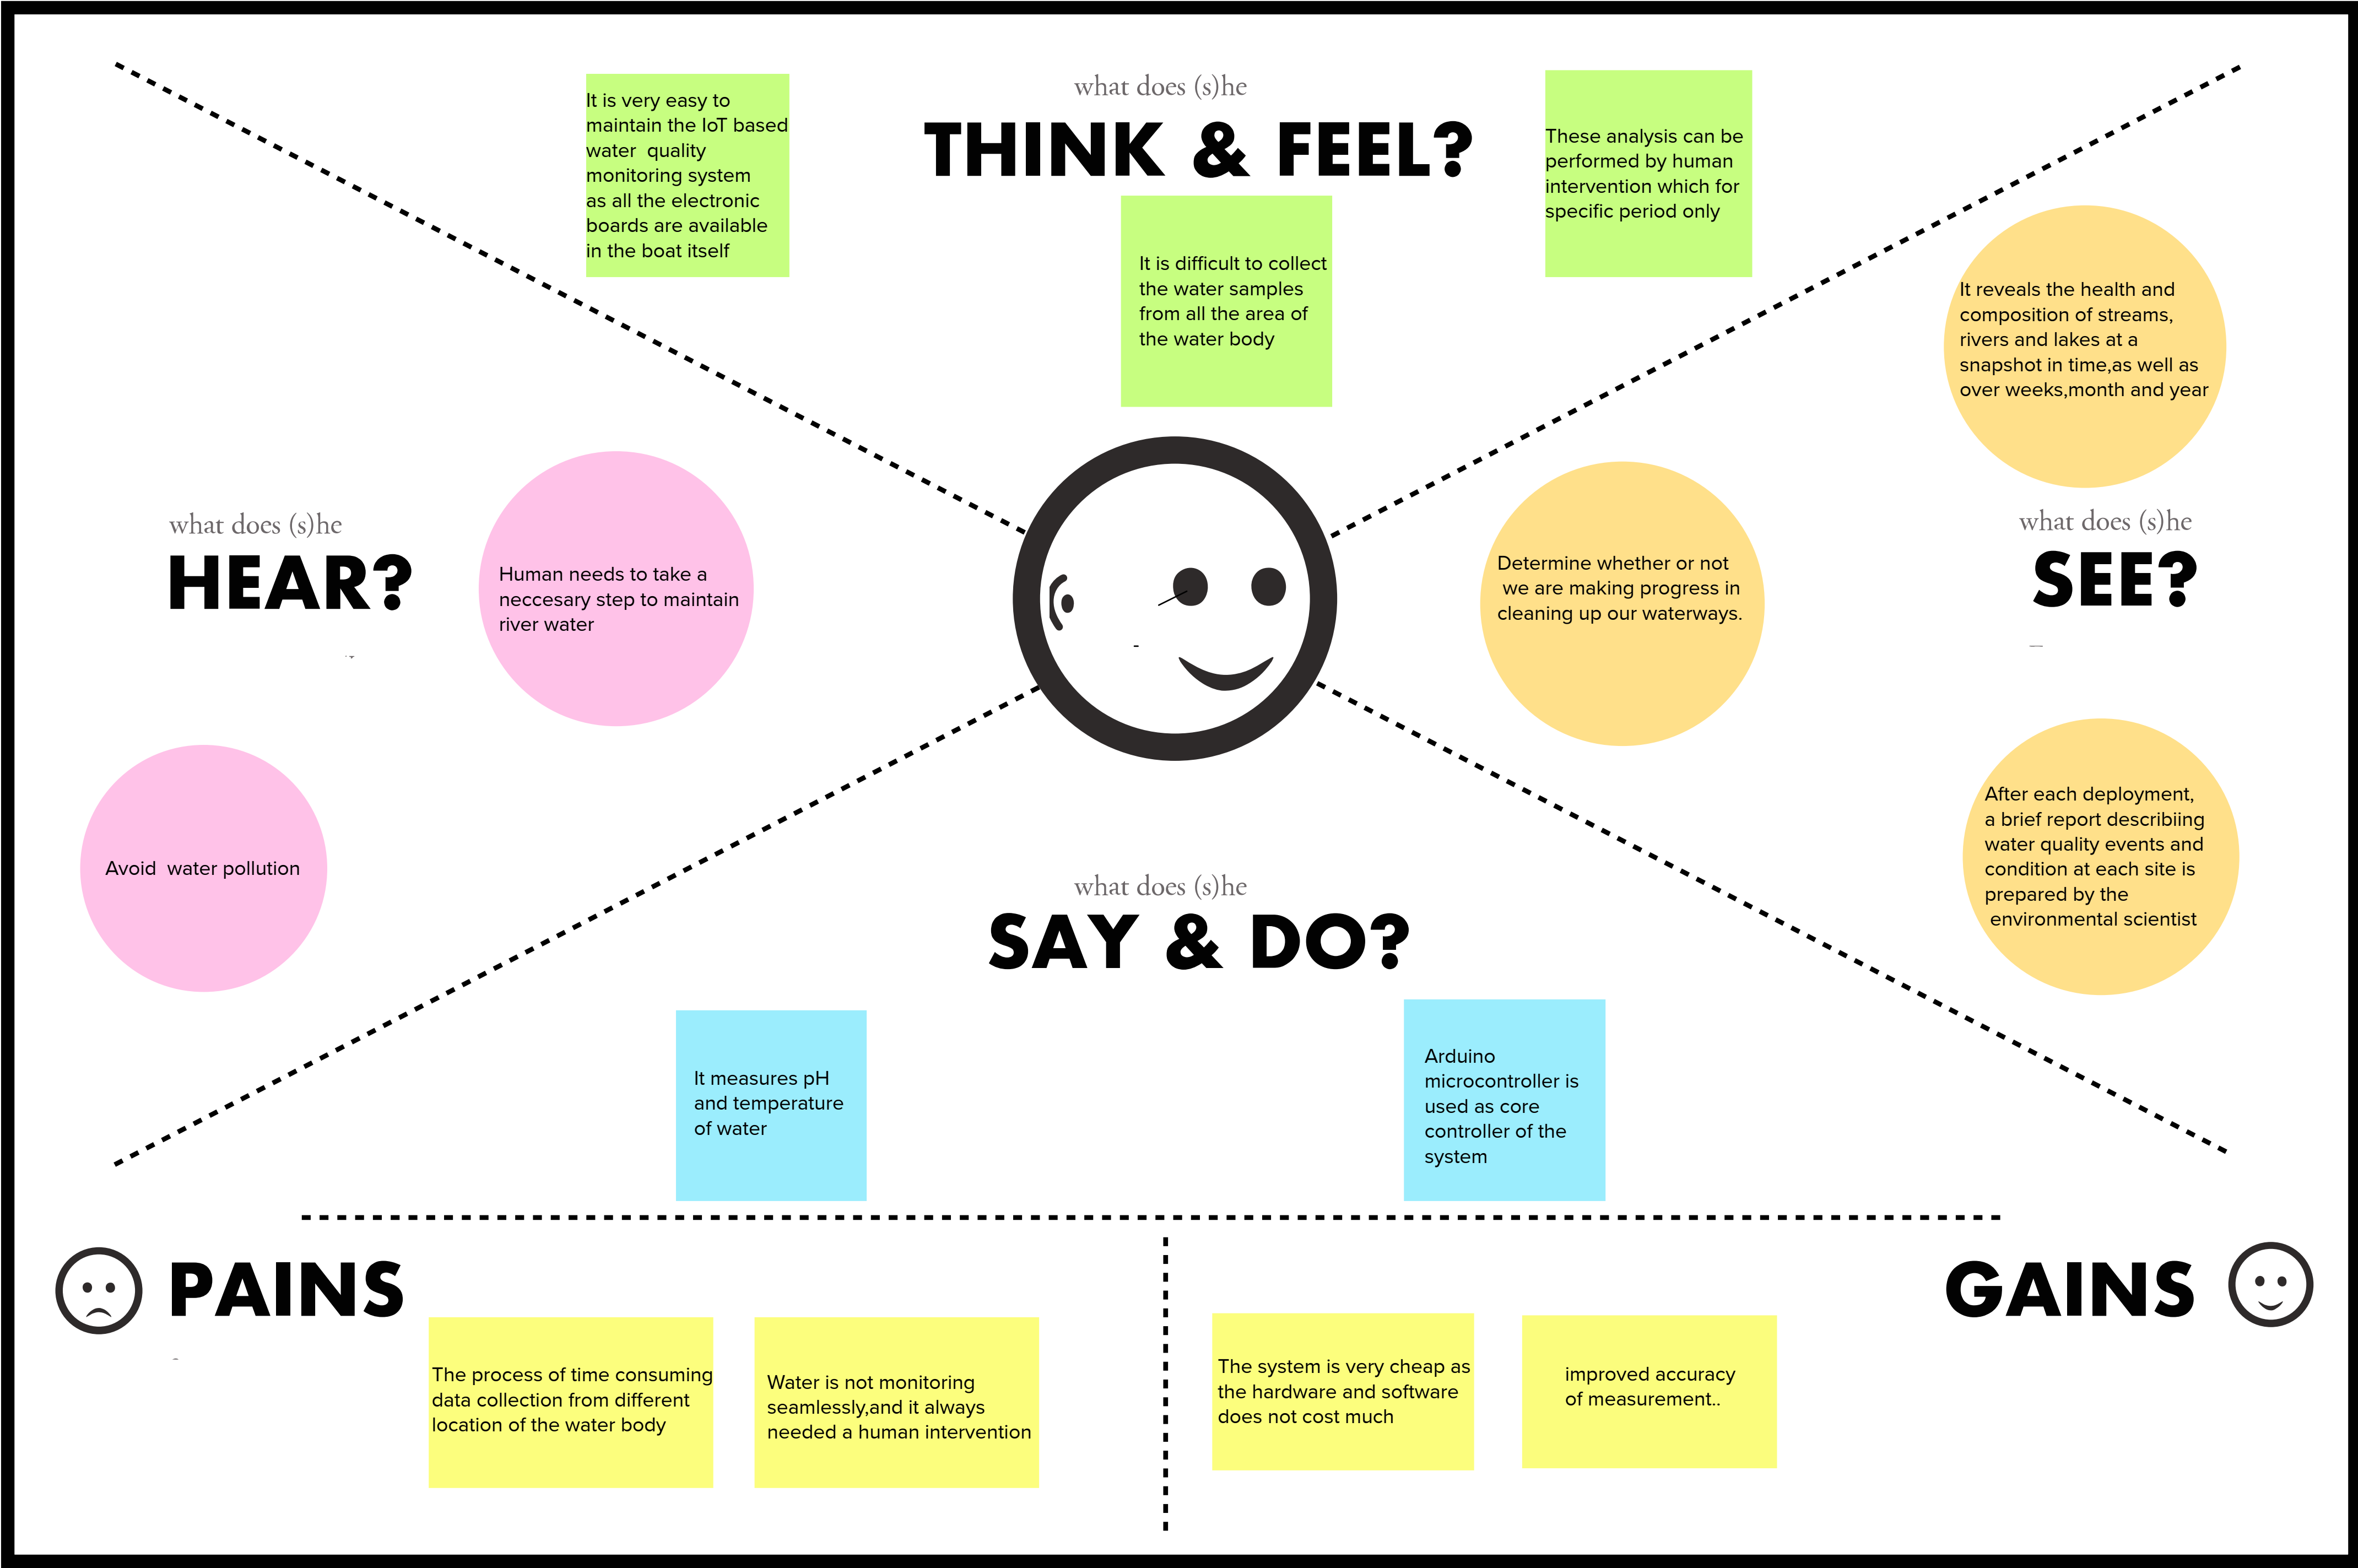 what does (s)he
THINK & FEEL?
It is very easy to
maintain the IoT based
water  quality
monitoring system
as all the electronic
boards are available
in the boat itself
It is difficult to collect
the water samples
from all the area of
the water body
These analysis can be
performed by human
intervention which for
specific period only
what does (s)he
HEAR?
Human needs to take a
neccesary step to maintain
river water
Avoid  water pollution
what does (s)he
SEE?
It reveals the health and
composition of streams,
rivers and lakes at a
snapshot in time,as well as
over weeks,month and year
Determine whether or not
we are making progress in
cleaning up our waterways.
After each deployment,
a brief report describiing
water quality events and
condition at each site is
prepared by the
environmental scientist
what does (s)he
SAY & DO?
It measures pH
and temperature
of water
Arduino
microcontroller is
used as core
controller of the
system
PAINS
The process of time consuming
data collection from different
location of the water body
Water is not monitoring
seamlessly,and it always
needed a human intervention
GAINS
The system is very cheap as
the hardware and software
does not cost much
improved accuracy
of measurement..